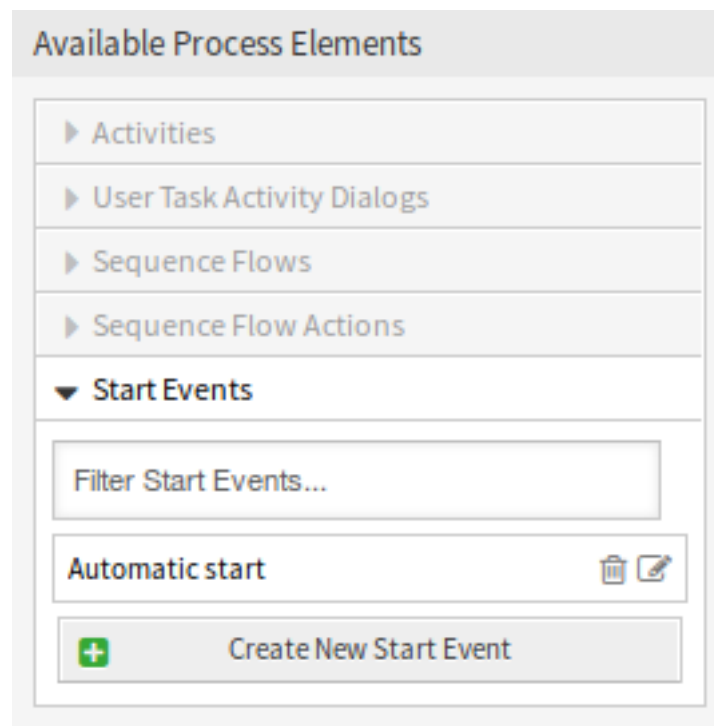 Available Process Elements
Activities
User Task Activity Dialogs
Sequence Flows
Sequence Flow Actions
Start Events
Filter Start Events...
Automatic start
Create New Start Event